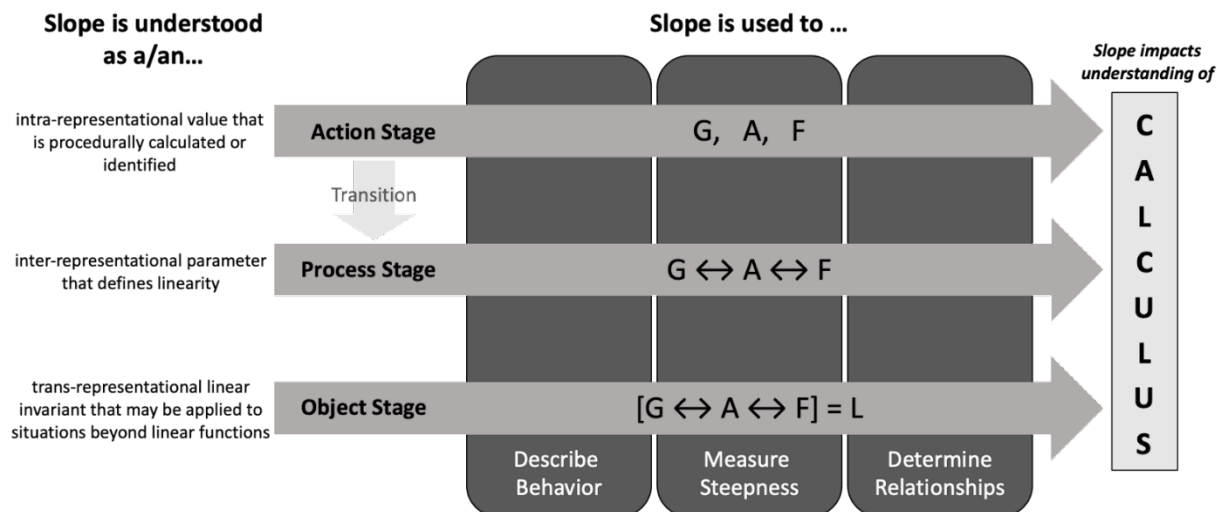 Slope is understood
as a/an...
Slope is used to ...
Slope impacts
understanding of
intra-representational value that
is procedurally calculated or
identified
Action Stage
G, A, F
Transition
inter-representational parameter
that defines linearity
Process Stage
G ↔ A ↔ F
trans-representational linear
invariant that may be applied to
situations beyond linear functions
Object Stage
[G ↔ A ↔ F] = L
Describe
Behavior
Measure
Steepness
Determine
Relationships
C
A
L
C
U
L
U
S